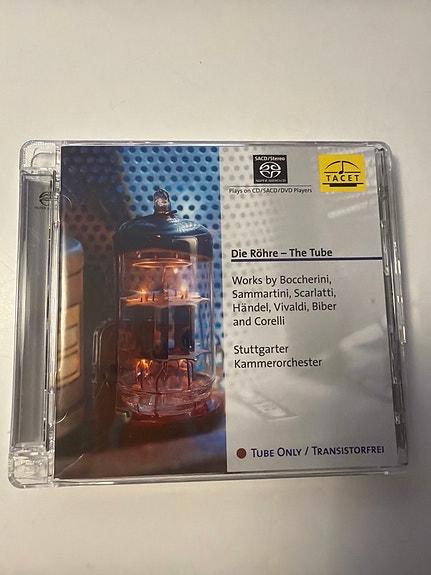 SACD/Stereo
Plays on CD/SACD/DVD Players
TACET
Die Röhre – The Tube
Works by Boccherini,
Sammartini, Scarlatti,
Händel, Vivaldi, Biber
and Corelli
Stuttgarter
Kammerorchester
TUBE ONLY / TRANSISTORFREI